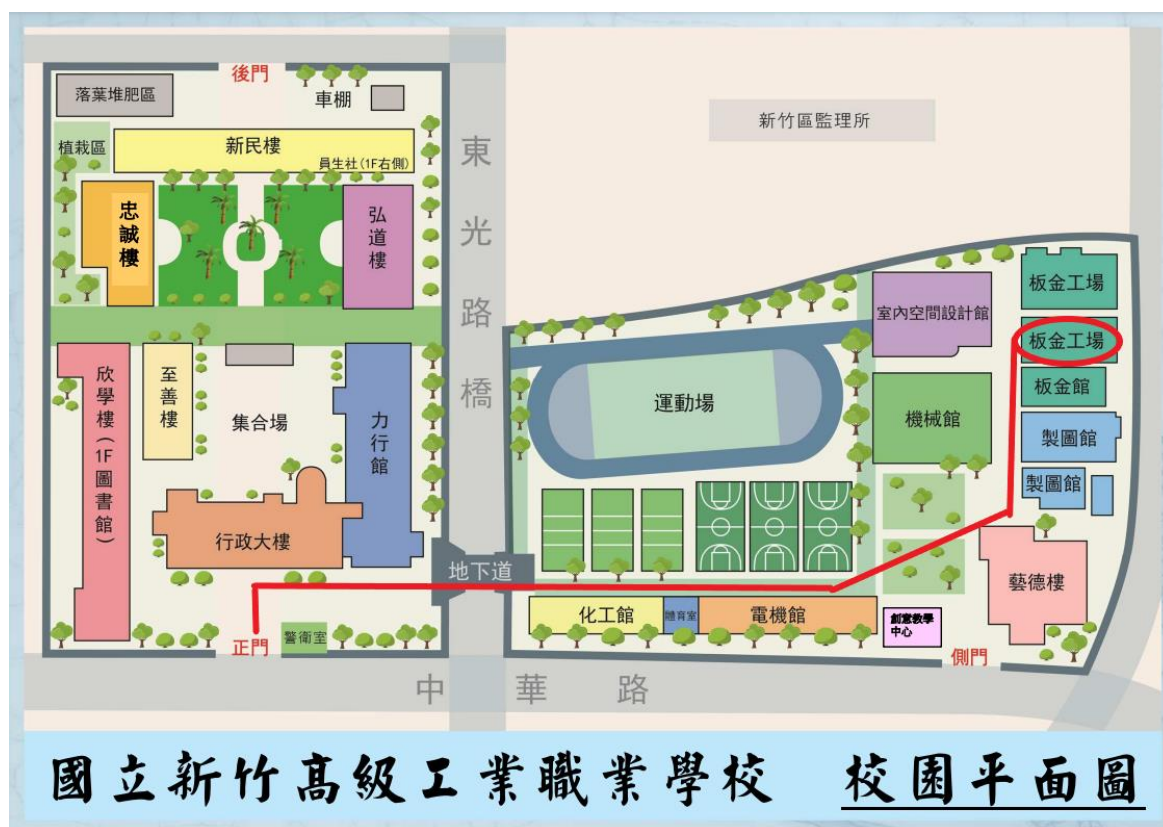 後門
落葉堆肥區
車棚
植栽區
新民樓
員生社(1F右側)
忠誠樓
弘道樓
欣學樓(1F圖書館)
至善樓
集合場
力行館
行政大樓
正門
警衛室
東光路橋
地下道
新竹區監理所
運動場
室內空間設計館
板金工場
板金工場
板金館
機械館
製圖館
製圖館
藝德樓
化工館
體育室
電機館
創意教學
中心
側門
中華路
國立新竹高級工業職業學校 校園平面圖